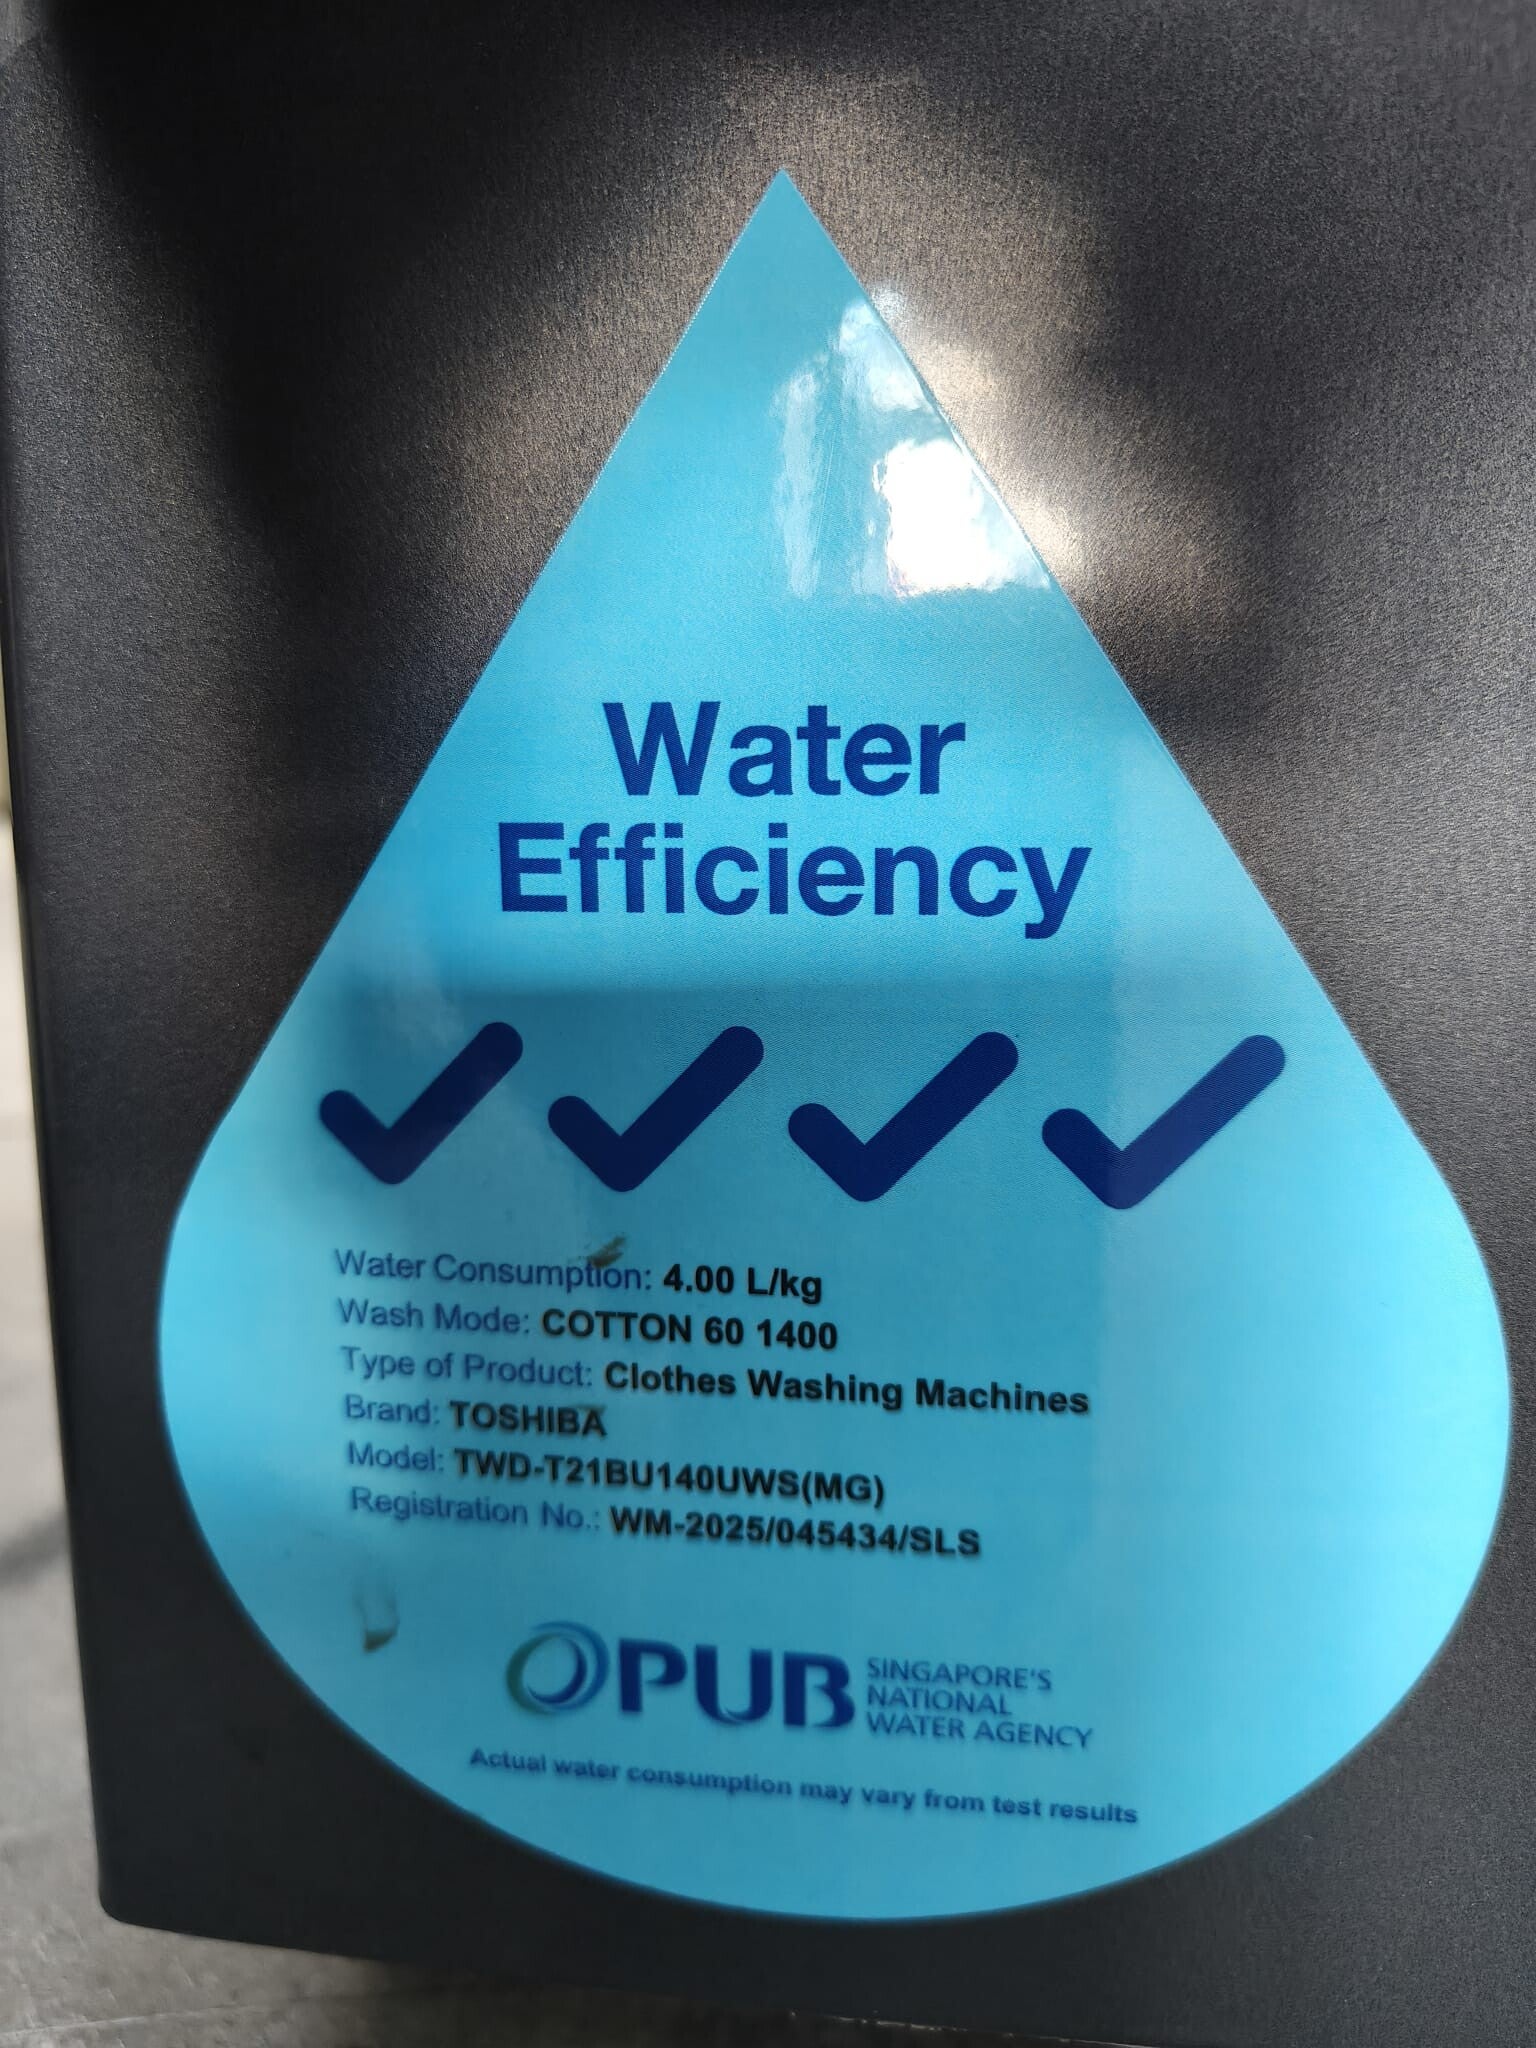 Water
Efficiency
Water Consumption: 4.00 L/kg
Wash Mode: COTTON 60 1400
Type of Product: Clothes Washing Machines
Brand: TOSHIBA
Model: TWD-T21BU140UWS(MG)
Registration No.: WM-2025/045434/SLS
PUB
SINGAPORE'S
NATIONAL
WATER AGENCY
Actual water consumption may vary from test results